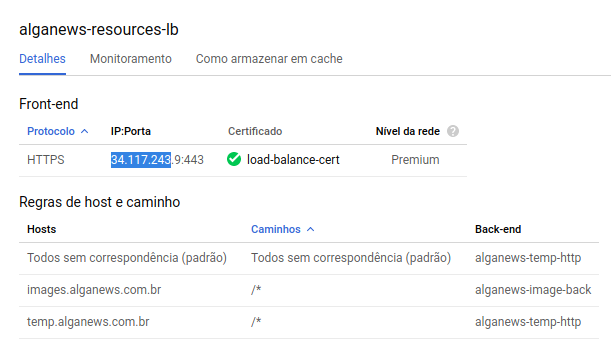 alganews-resources-lb
Detalhes Monitoramento Como armazenar em cache
Front-end
Protocolo IP:Porta Certificado Nível da rede ?
HTTPS 34.117.243.9:443 load-balance-cert Premium
Regras de host e caminho
Hosts Caminhos Back-end
Todos sem correspondência (padrão) Todos sem correspondência (padrão) alganews-temp-http
images.alganews.com.br /* alganews-image-back
temp.alganews.com.br /* alganews-temp-http